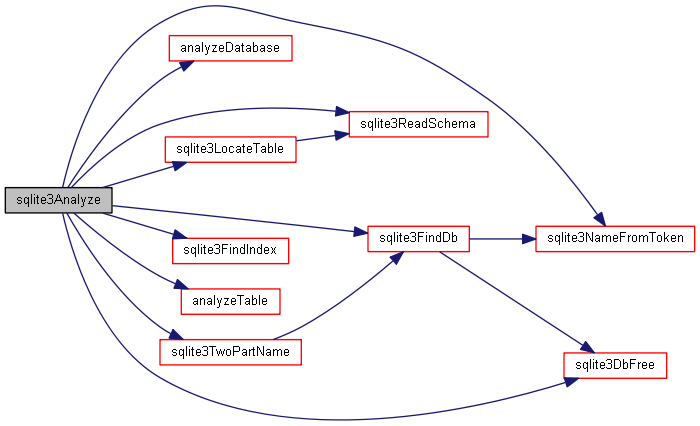 analyzeDatabase
sqlite3ReadSchema
sqlite3LocateTable
sqlite3Analyze
sqlite3FindDb
sqlite3NameFromToken
sqlite3FindIndex
analyzeTable
sqlite3TwoPartName
sqlite3DbFree